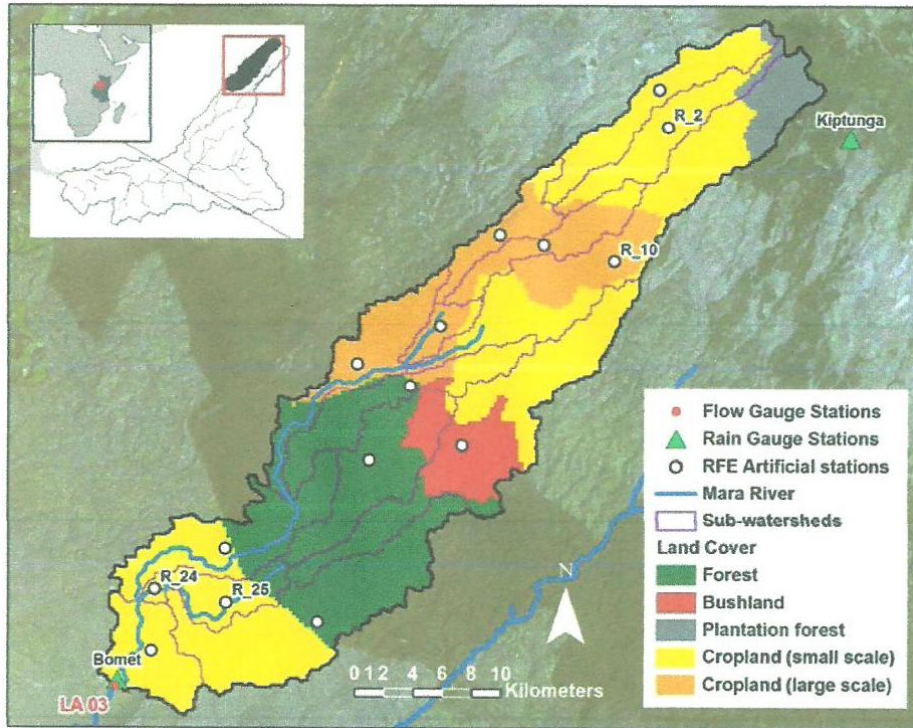 R_2
Kiptunga
R_10
R_24
R_25
Bomet
LA 03
N
0 1 2 4 6 8 10
Kilometers
Flow Gauge Stations
Rain Gauge Stations
RFE Artificial stations
Mara River
Sub-watersheds
Land Cover
Forest
Bushland
Plantation forest
Cropland (small scale)
Cropland (large scale)